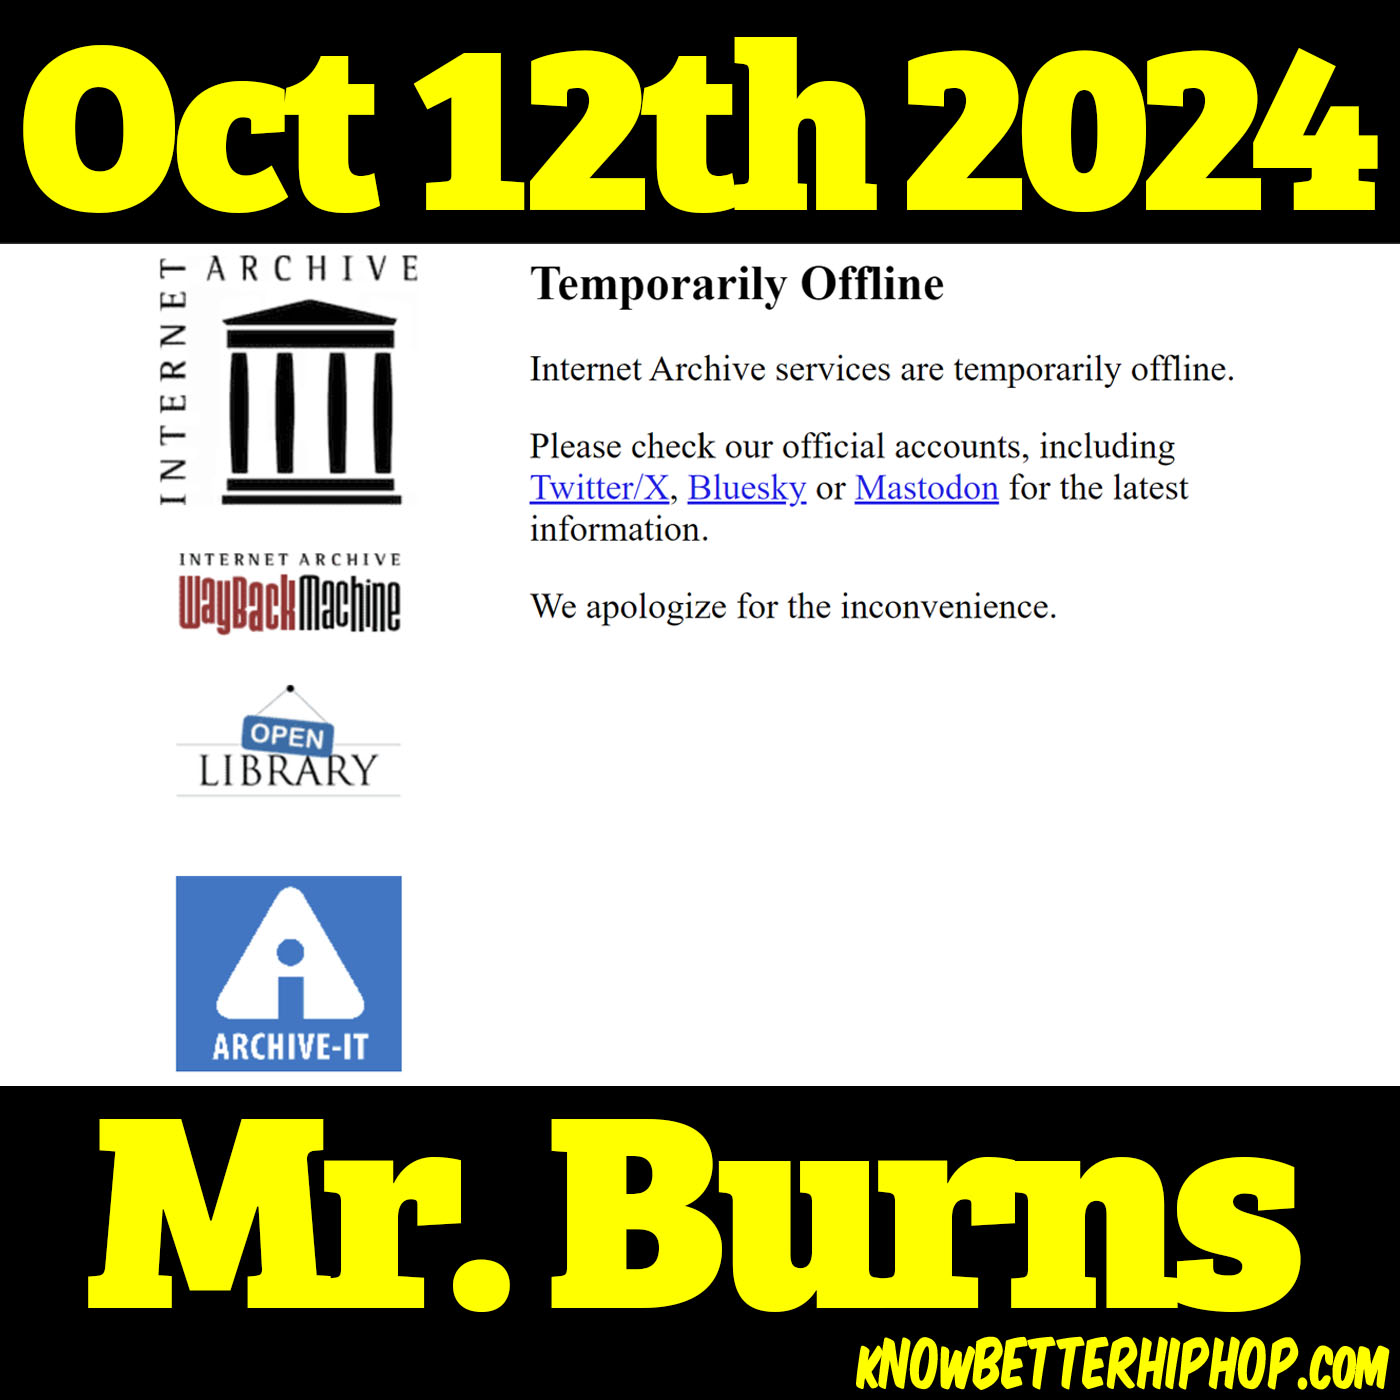 Oct 12th 2024
INTERNET ARCHIVE
Temporarily Offline
Internet Archive services are temporarily offline.
Please check our official accounts, including
Twitter/X, Bluesky or Mastodon for the latest
information.
We apologize for the inconvenience.
INTERNET ARCHIVE
WayBackMachine
OPEN
LIBRARY
ARCHIVE-IT
Mr. Burns
KNOWBETTERHIPHOP.COM